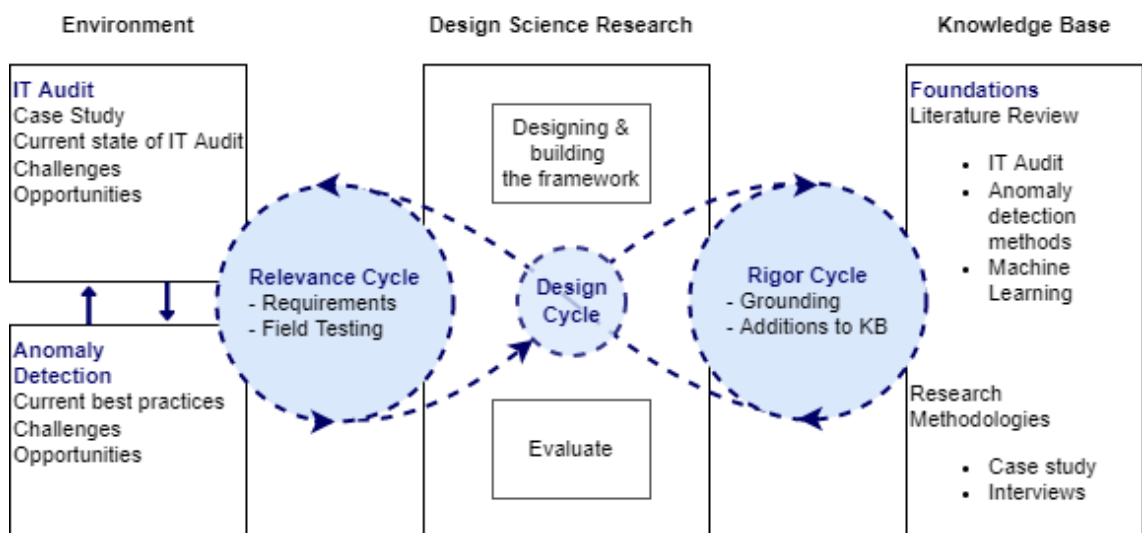 Environment
Design Science Research
Knowledge Base
IT Audit
Case Study
Current state of IT Audit
Challenges
Opportunities
Anomaly
Detection
Current best practices
Challenges
Opportunities
Relevance Cycle
- Requirements
- Field Testing
Designing &
building
the framework
Design
Cycle
Evaluate
Rigor Cycle
- Grounding
- Additions to KB
Foundations
Literature Review
• IT Audit
• Anomaly
detection
methods
• Machine
Learning
Research
Methodologies
• Case study
• Interviews